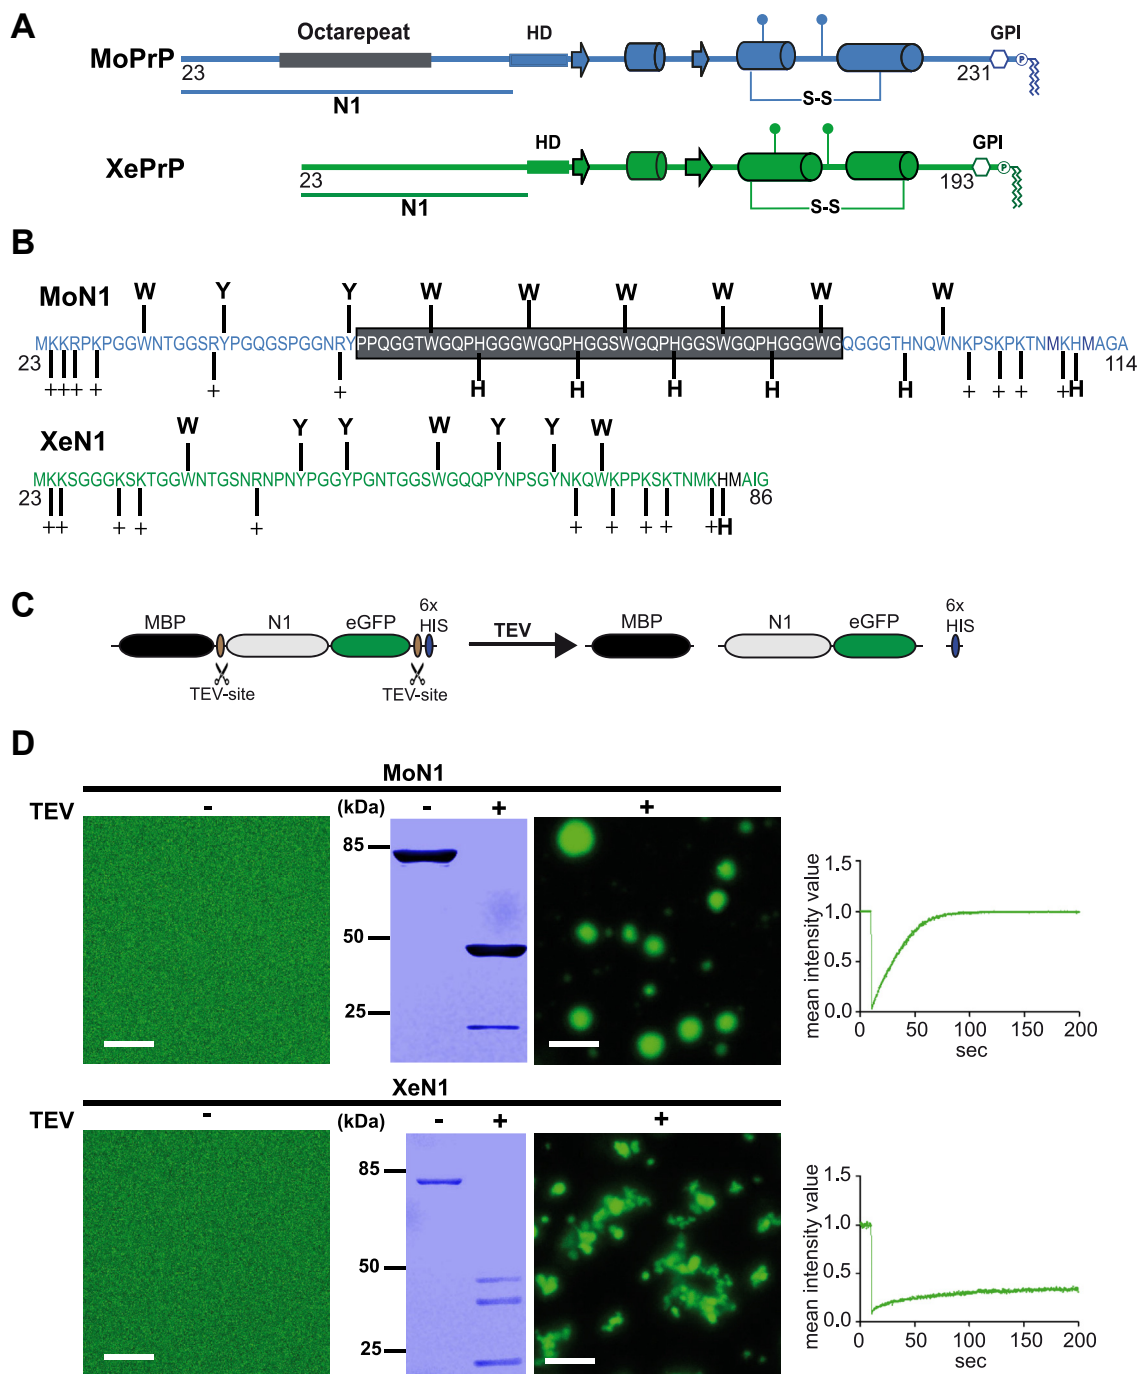 A
Octarepeat
HD
GPI
MoPrP
23
231
P
S-S
N1
HD
GPI
XePrP
23
193
P
N1
S-S
B
W Y Y W W W W W W
MoN1
MKKRPKPGGWNTGGSRYPGQGSPGGNRYPPQGGTWGQPHGGGWGQPHGGSWGQPHGGSWGQPHGGGWGQGGGTHNQWNKPSKPKTNMKHMAGA
23
114
++++ + + H H H H H + + + + H
W Y Y W Y Y W
XeN1
MKKSGGGKSKTGGWNTGSNRNPNYPGGYPGNTGGSWGQQPYNPSGYNKQWKPPKSKTNMKHMAIG
23
86
++ + + + + + + + + H
C
MBP N1 eGFP 6x HIS
TEV
MBP N1 eGFP 6x HIS
TEV-site TEV-site
D
MoN1
TEV - (kDa) - + +
85
50
25
mean intensity value
1.5
1.0
0.5
0.0
0 50 100 150 200
sec
XeN1
TEV - (kDa) - + +
85
50
25
mean intensity value
1.5
1.0
0.5
0.0
0 50 100 150 200
sec